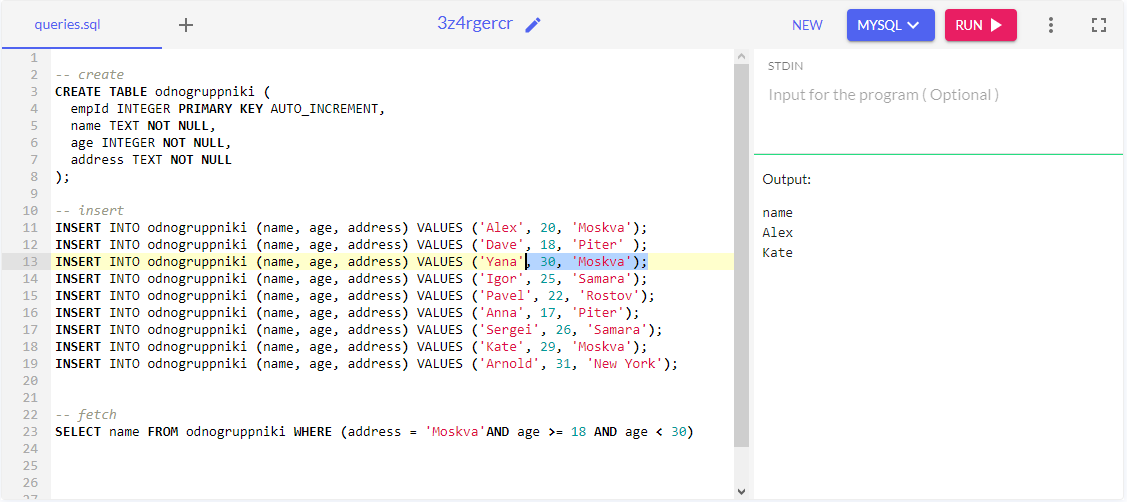 queries.sql + 3z4rgercr NEW MYSQL RUN
1
2 -- create
3 CREATE TABLE odnogruppniki (
4 empId INTEGER PRIMARY KEY AUTO_INCREMENT,
5 name TEXT NOT NULL,
6 age INTEGER NOT NULL,
7 address TEXT NOT NULL
8 );
9
10 -- insert
11 INSERT INTO odnogruppniki (name, age, address) VALUES ('Alex', 20, 'Moskva');
12 INSERT INTO odnogruppniki (name, age, address) VALUES ('Dave', 18, 'Piter' );
13 INSERT INTO odnogruppniki (name, age, address) VALUES ('Yana', 30, 'Moskva');
14 INSERT INTO odnogruppniki (name, age, address) VALUES ('Igor', 25, 'Samara');
15 INSERT INTO odnogruppniki (name, age, address) VALUES ('Pavel', 22, 'Rostov');
16 INSERT INTO odnogruppniki (name, age, address) VALUES ('Anna', 17, 'Piter');
17 INSERT INTO odnogruppniki (name, age, address) VALUES ('Sergei', 26, 'Samara');
18 INSERT INTO odnogruppniki (name, age, address) VALUES ('Kate', 29, 'Moskva');
19 INSERT INTO odnogruppniki (name, age, address) VALUES ('Arnold', 31, 'New York');
20
21
22 -- fetch
23 SELECT name FROM odnogruppniki WHERE (address = 'Moskva'AND age >= 18 AND age < 30)
24
25
26
27
STDIN
Input for the program ( Optional )
Output:
name
Alex
Kate